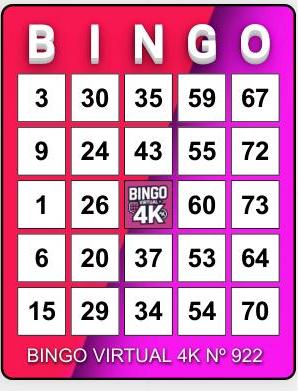 B I N G O
3 30 35 59 67
9 24 43 55 72
1 26 BINGO VIRTUAL 4K 60 73
6 20 37 53 64
15 29 34 54 70
BINGO VIRTUAL 4K Nº 922